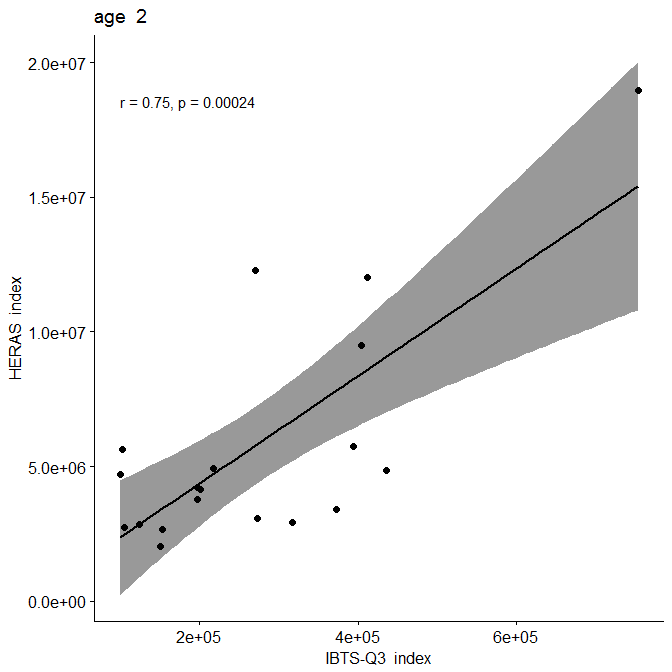 age 2
2.0e+07
r = 0.75, p = 0.00024
1.5e+07
1.0e+07
5.0e+06
0.0e+00
HERAS index
2e+05
4e+05
6e+05
IBTS-Q3 index